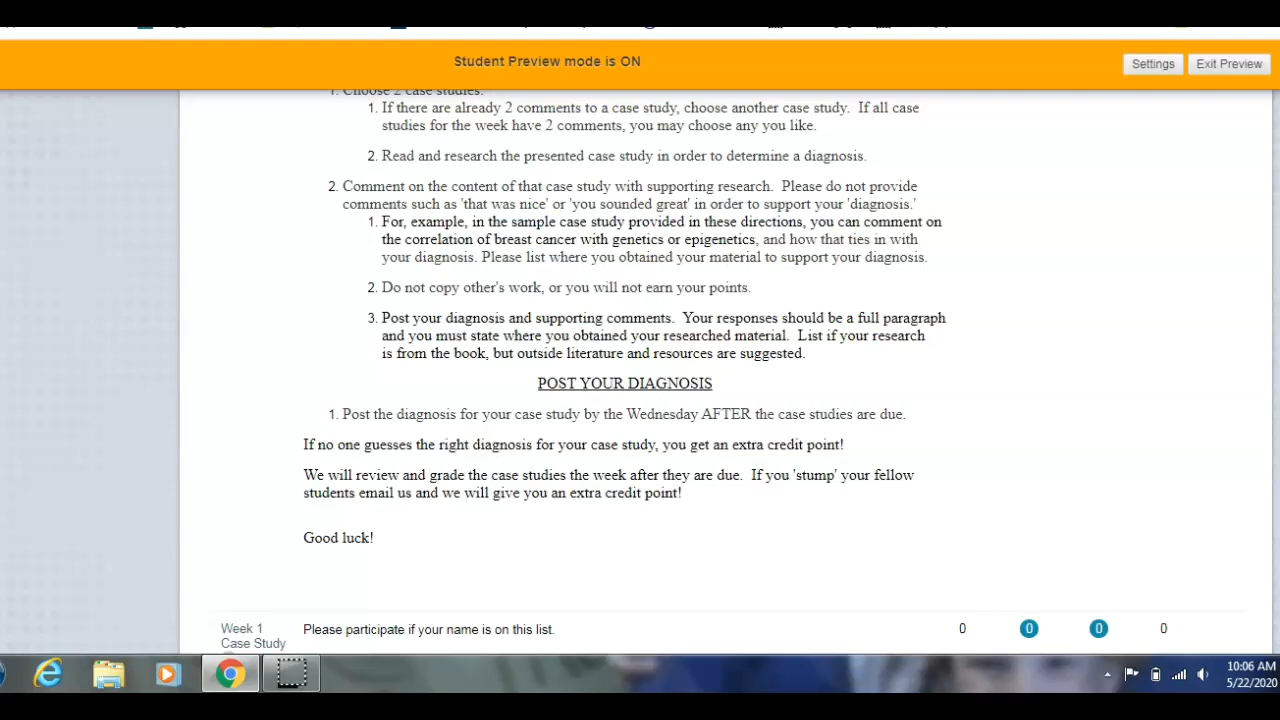 Student Preview mode is ON
Settings
Exit Preview
1. Choose 2 case studies.
1. If there are already 2 comments to a case study, choose another case study.  If all case
studies for the week have 2 comments, you may choose any you like.
2. Read and research the presented case study in order to determine a diagnosis.
2. Comment on the content of that case study with supporting research.  Please do not provide
comments such as 'that was nice' or 'you sounded great' in order to support your 'diagnosis.'
1. For, example, in the sample case study provided in these directions, you can comment on
the correlation of breast cancer with genetics or epigenetics, and how that ties in with
your diagnosis. Please list where you obtained your material to support your diagnosis.
2. Do not copy other's work, or you will not earn your points.
3. Post your diagnosis and supporting comments.  Your responses should be a full paragraph
and you must state where you obtained your researched material.  List if your research
is from the book, but outside literature and resources are suggested.
POST YOUR DIAGNOSIS
1. Post the diagnosis for your case study by the Wednesday AFTER the case studies are due.
If no one guesses the right diagnosis for your case study, you get an extra credit point!
We will review and grade the case studies the week after they are due.  If you 'stump' your fellow
students email us and we will give you an extra credit point!
Good luck!
Week 1
Case Study
Please participate if your name is on this list.
0
0
0
0
10:06 AM
5/22/2020